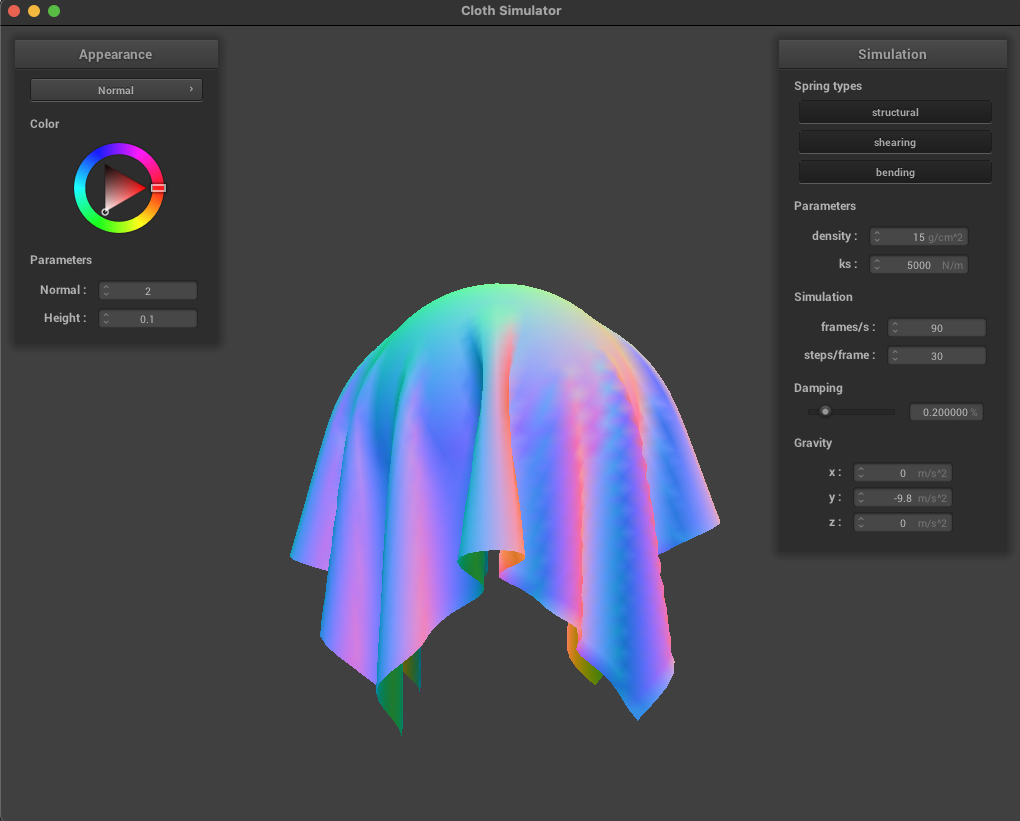 Cloth Simulator
Appearance
Normal
Color
Parameters
Normal : 2
Height : 0.1
Simulation
Spring types
structural
shearing
bending
Parameters
density : 15 g/cm^2
ks : 5000 N/m
Simulation
frames/s : 90
steps/frame : 30
Damping
0.200000 %
Gravity
x : 0 m/s^2
y : -9.8 m/s^2
z : 0 m/s^2